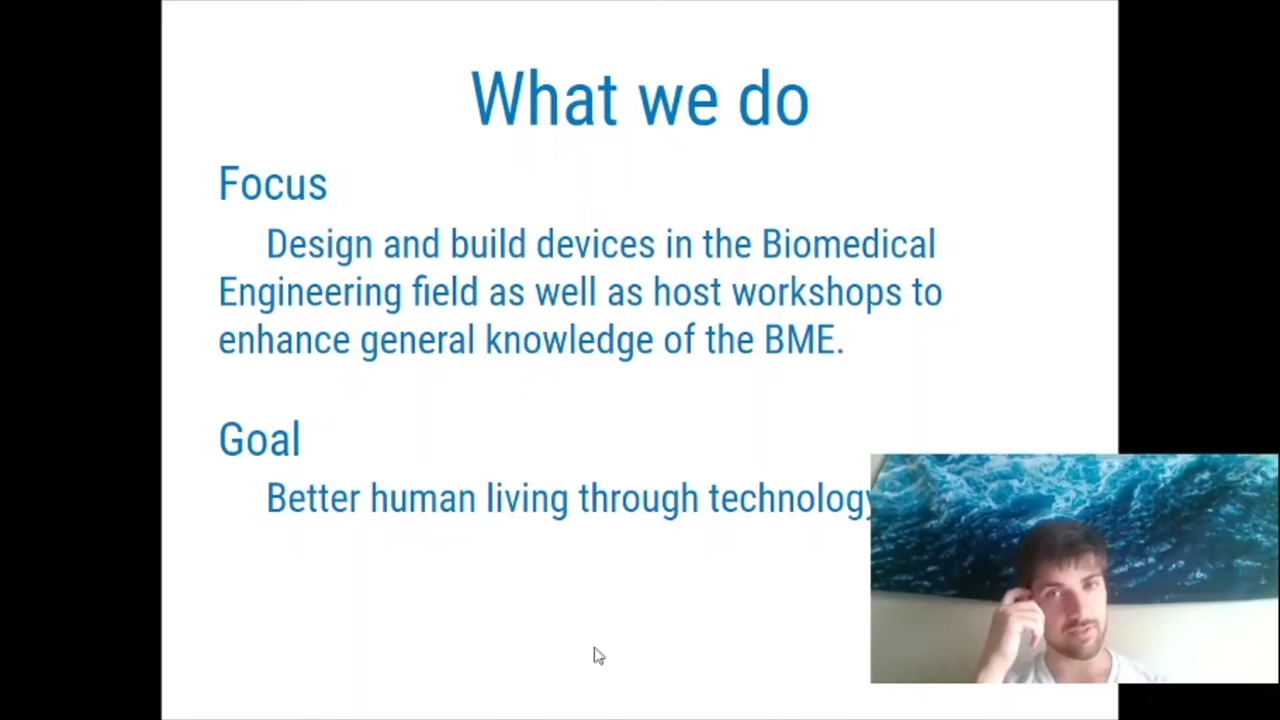 What we do
Focus
Design and build devices in the Biomedical
Engineering field as well as host workshops to
enhance general knowledge of the BME.
Goal
Better human living through technology